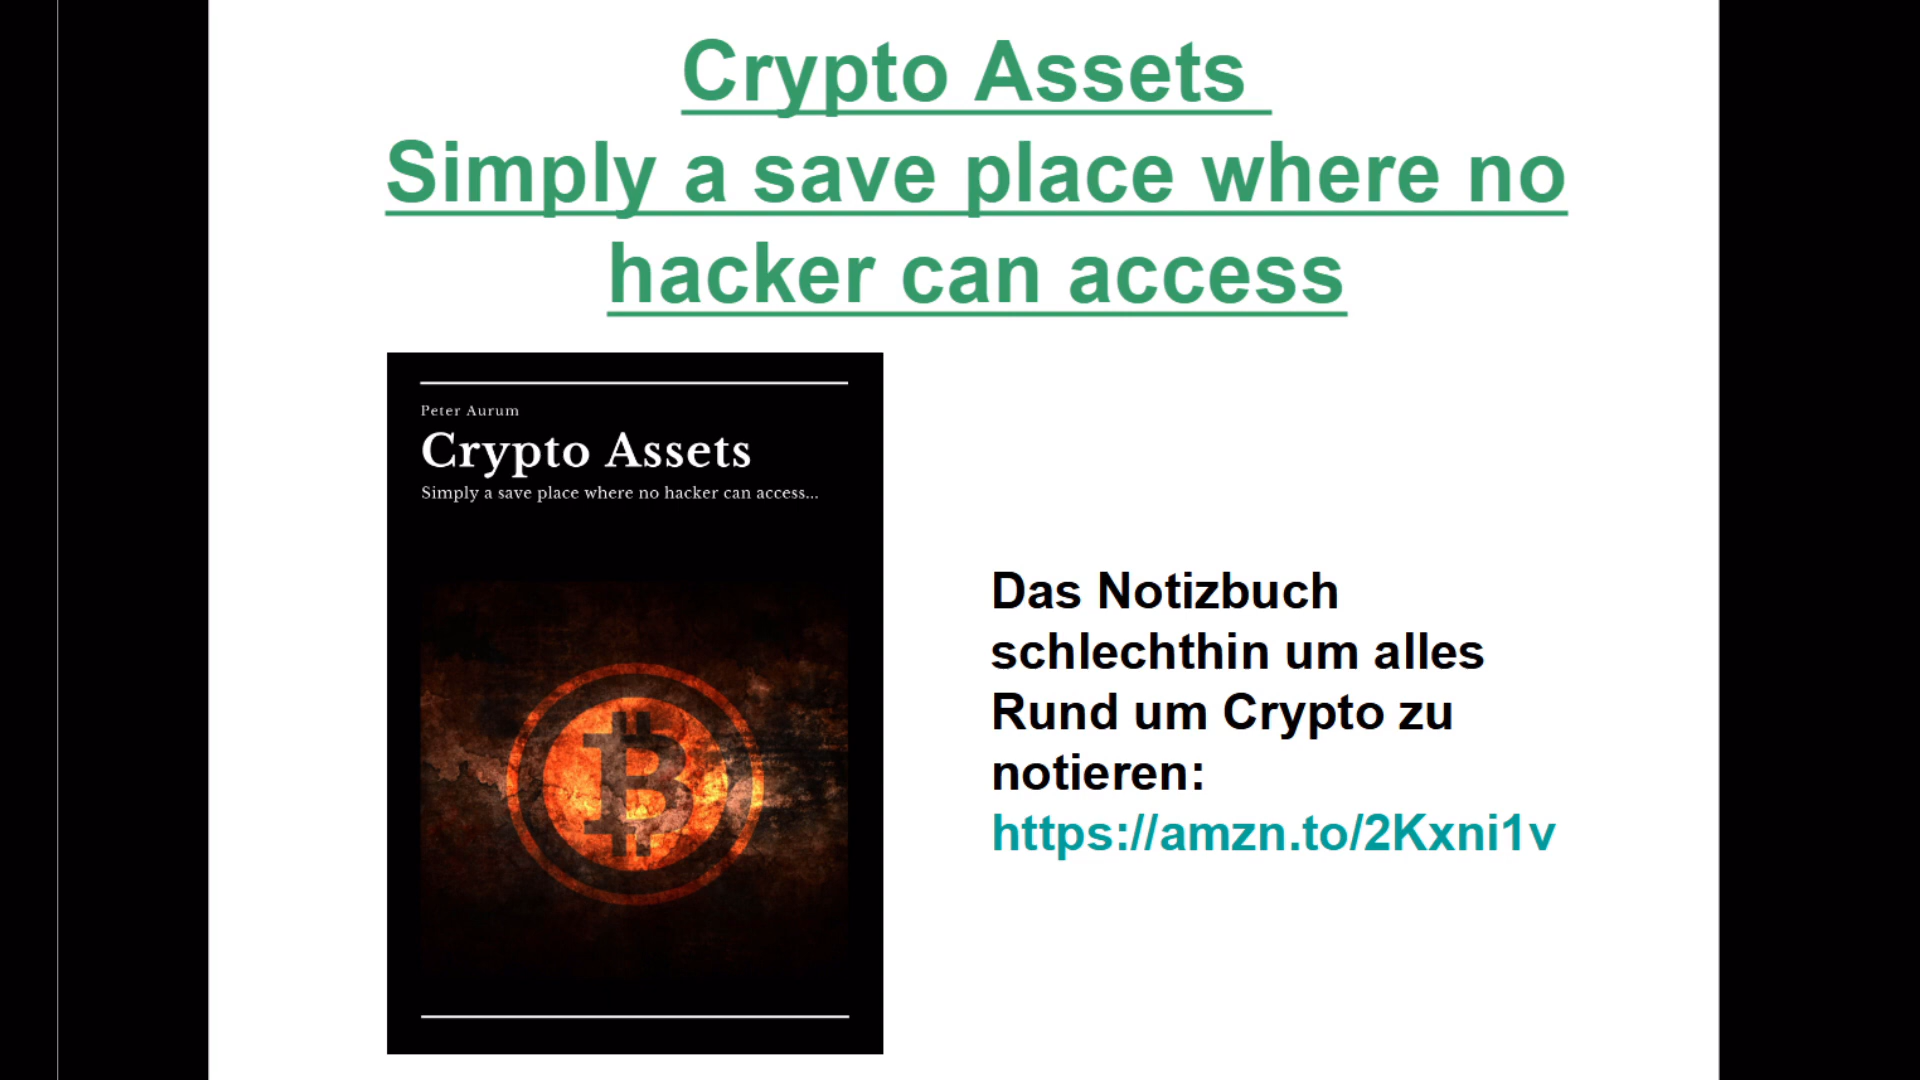 Crypto Assets
Simply a save place where no
hacker can access
Peter Aurum
Crypto Assets
Simply a save place where no hacker can access...
Das Notizbuch
schlechthin um alles
Rund um Crypto zu
notieren:
https://amzn.to/2Kxni1v